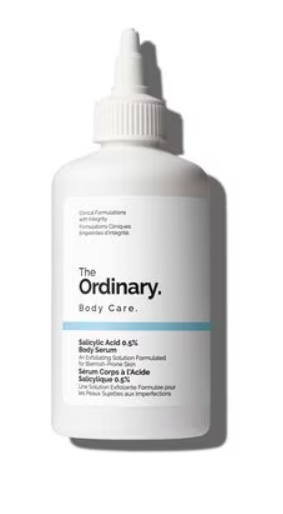 Clinical Formulations
with Integrity.
Formulations Cliniques
Empreintes d'Intégrité.
The
Ordinary.
Body Care.
Salicylic Acid 0.5%
Body Serum
An Exfoliating Solution Formulated
for Blemish-Prone Skin
Sérum Corps à l'Acide
Salicylique 0.5%
Une Solution Exfoliante Formulée pour
les Peaux Sujettes aux Imperfections